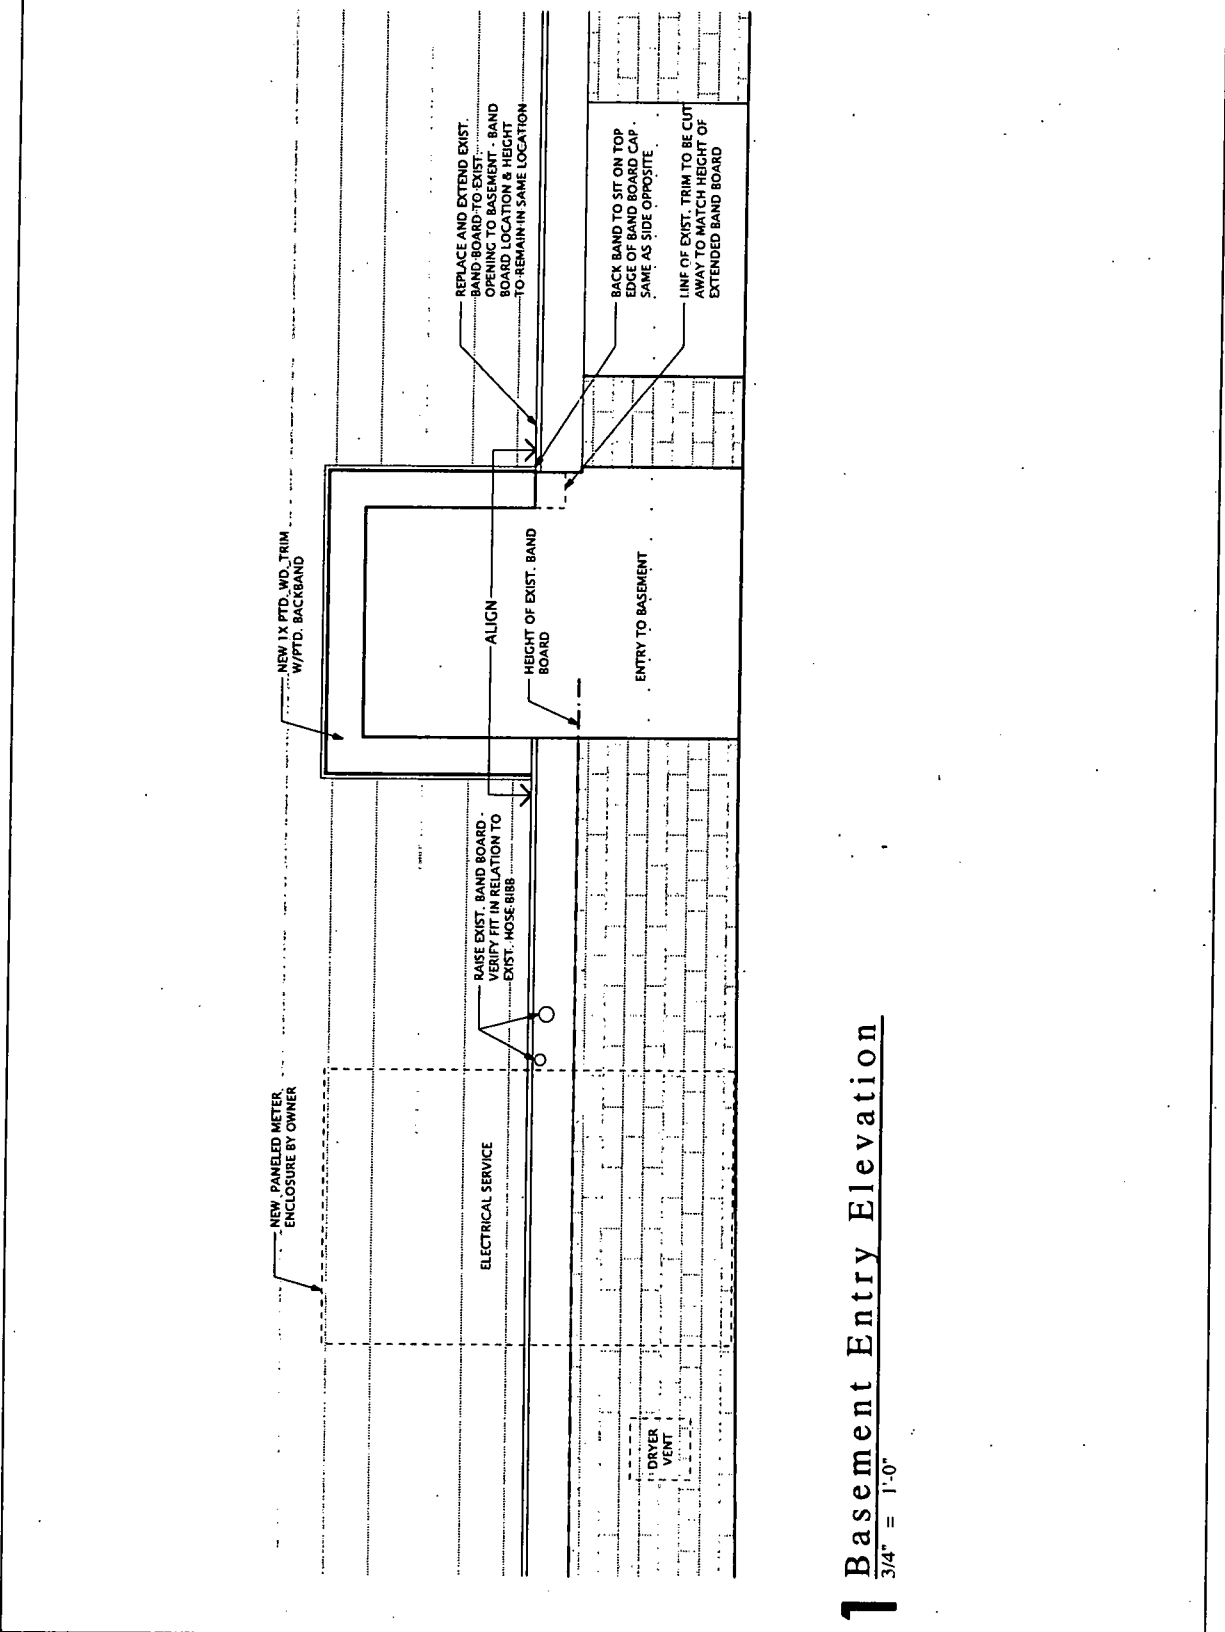 NEW PANELED METER
ENCLOSURE BY OWNER
NEW 1X PTD. WD. TRIM
W/PTD. BACKBAND
REPLACE AND EXTEND EXIST.
BAND BOARD TO EXIST.
OPENING TO BASEMENT - BAND
BOARD LOCATION & HEIGHT
TO REMAIN IN SAME LOCATION
RAISE EXIST. BAND BOARD -
VERIFY FIT IN RELATION TO
EXIST. HOSE BIBB
ALIGN
ELECTRICAL SERVICE
HEIGHT OF EXIST. BAND
BOARD
BACK BAND TO SIT ON TOP
EDGE OF BAND BOARD CAP -
SAME AS SIDE OPPOSITE
ENTRY TO BASEMENT
LINE OF EXIST. TRIM TO BE CUT
AWAY TO MATCH HEIGHT OF
EXTENDED BAND BOARD
DRYER
VENT
1 Basement Entry Elevation
3/4" = 1'-0"